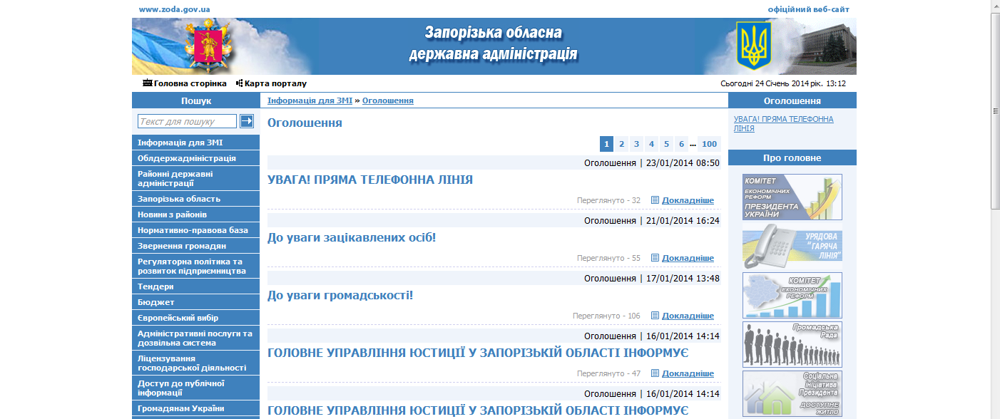 www.zoda.gov.ua
офіційний веб-сайт
Запорізька обласна
державна адміністрація
Головна сторінка
Карта порталу
Сьогодні 24 Січень 2014 рік. 13:12
Пошук
Текст для пошуку
Інформація для ЗМІ
Облдержадміністрація
Районні державні
адміністрації
Запорізька область
Новини з районів
Нормативно-правова база
Звернення громадян
Регуляторна політика та
розвиток підприємництва
Тендери
Бюджет
Європейський вибір
Адміністративні послуги та
дозвільна система
Ліцензування
господарської діяльності
Доступ до публічної
інформації
Громадянам України
Інформація для ЗМІ » Оголошення
Оголошення
1 2 3 4 5 6 ... 100
Оголошення | 23/01/2014 08:50
УВАГА! ПРЯМА ТЕЛЕФОННА ЛІНІЯ
Переглянуто - 32 Докладніше
Оголошення | 21/01/2014 16:24
До уваги зацікавлених осіб!
Переглянуто - 55 Докладніше
Оголошення | 17/01/2014 13:48
До уваги громадськості!
Переглянуто - 106 Докладніше
Оголошення | 16/01/2014 14:14
ГОЛОВНЕ УПРАВЛІННЯ ЮСТИЦІЇ У ЗАПОРІЗЬКІЙ ОБЛАСТІ ІНФОРМУЄ
Переглянуто - 47 Докладніше
Оголошення | 16/01/2014 14:14
ГОЛОВНЕ УПРАВЛІННЯ ЮСТИЦІЇ У ЗАПОРІЗЬКІЙ ОБЛАСТІ ІНФОРМУЄ
Оголошення
УВАГА! ПРЯМА ТЕЛЕФОННА
ЛІНІЯ
Про головне
КОМІТЕТ
ЕКОНОМІЧНИХ
РЕФОРМ
ПРЕЗИДЕНТА
УКРАЇНИ
УРЯДОВА
"ГАРЯЧА
ЛІНІЯ"
КОМІТЕТ
ЕКОНОМІЧНИХ
РЕФОРМ
Громадська
Рада
Соціальна
ініціатива
Президента
ДОСТУПНЕ
ЖИТЛО